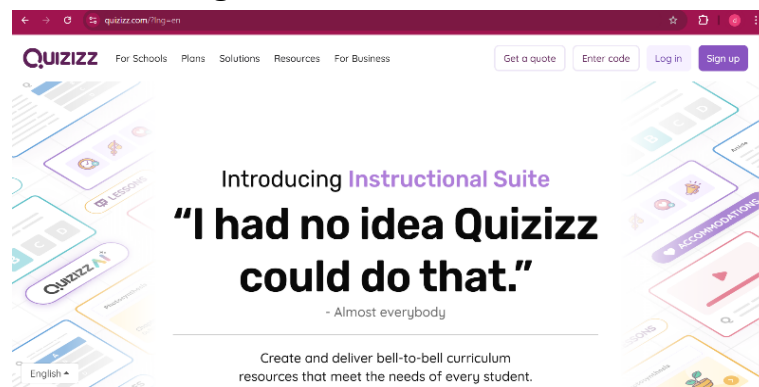 quizizz.com/?lng=en
QUIZIZZ For Schools Plans Solutions Resources For Business Get a quote Enter code Log in Sign up
Introducing Instructional Suite
“I had no idea Quizizz
could do that.”
- Almost everybody
Create and deliver bell-to-bell curriculum
resources that meet the needs of every student.
LESSONS
QUIZIZZ AI
ACCOMMODATIONS
B C D
English